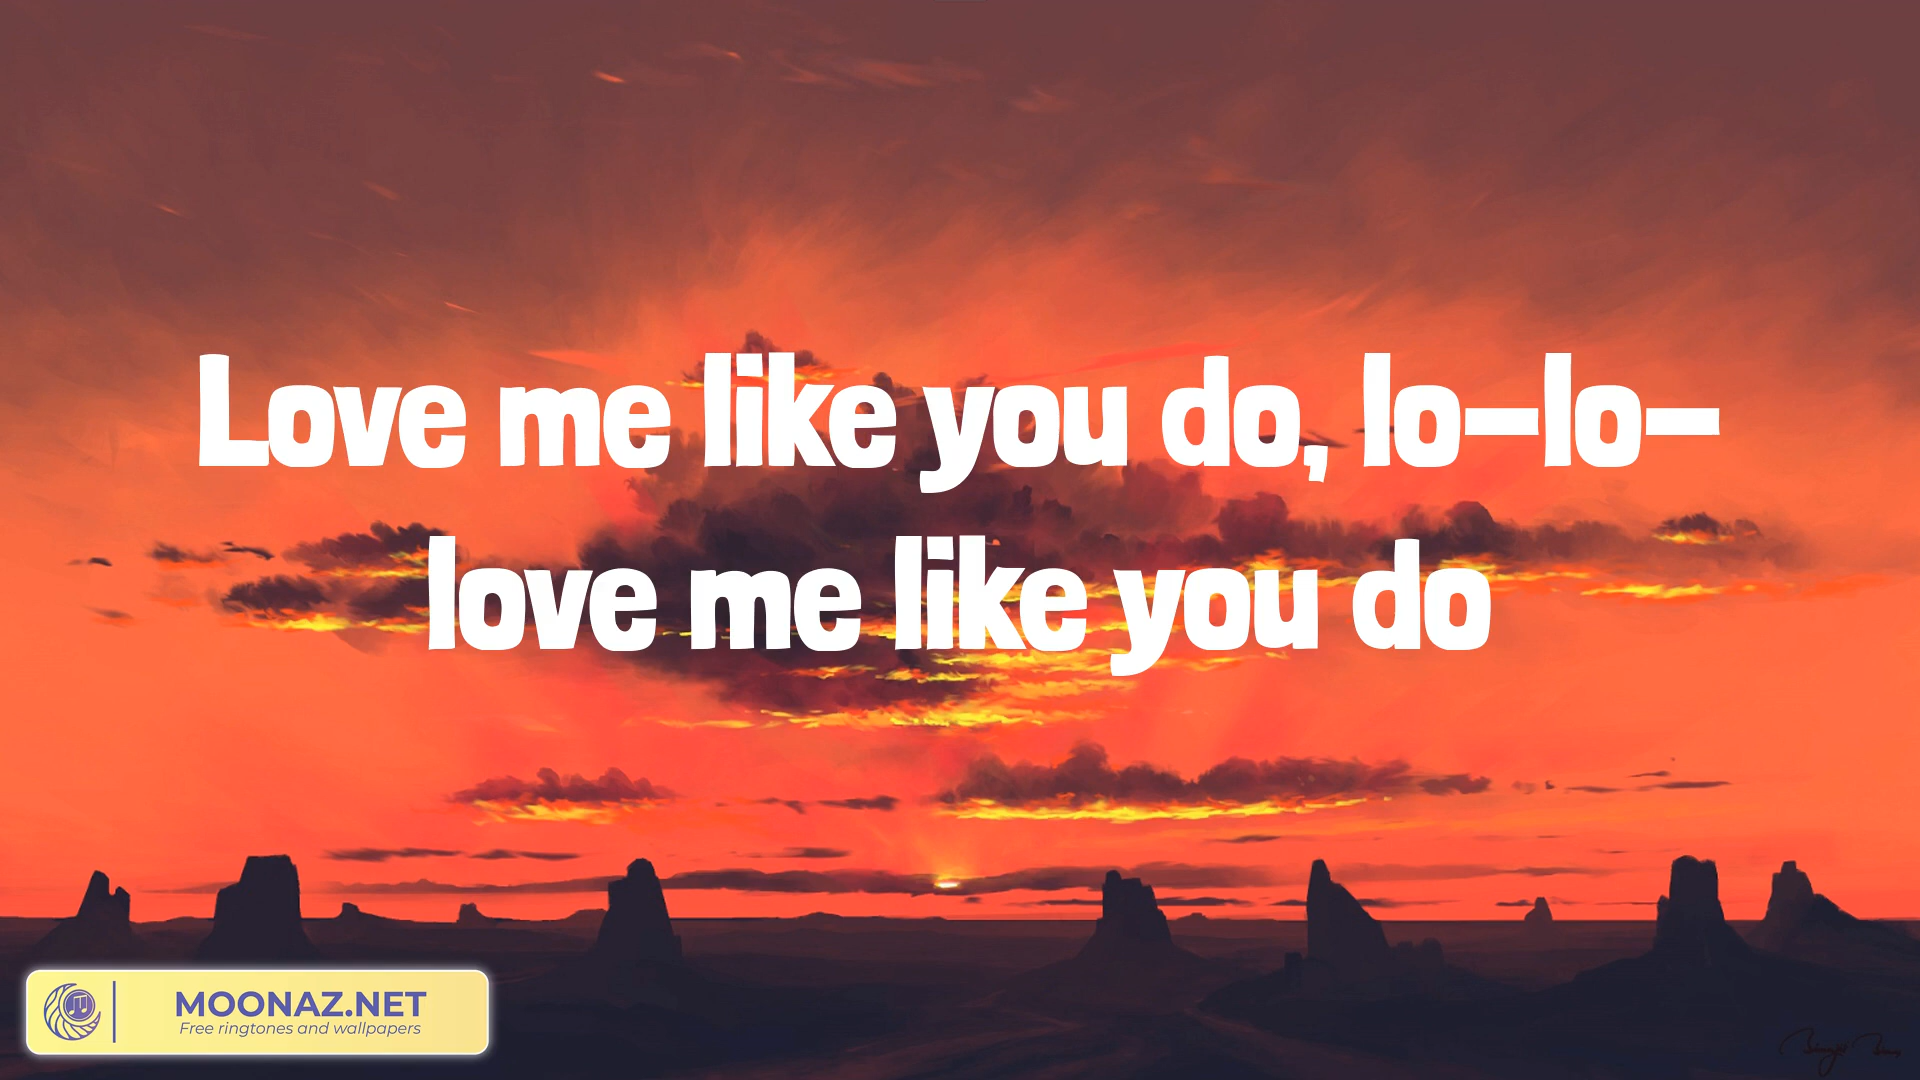 Love me like you do, lo-lo-
love me like you do
MOONAZ.NET
Free ringtones and wallpapers